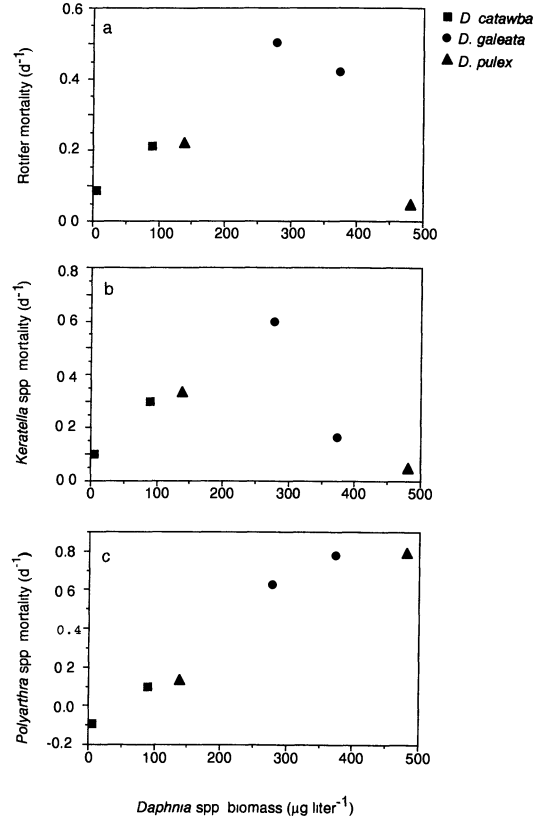 a
■ D catawba
● D. galeata
▲ D. pulex
Rotifer mortality (d⁻¹)
0.6
0.4
0.2
0 0
0 100 200 300 400 500
b
Keratella spp mortality (d⁻¹)
0.8
0 6
0 4
0 2
0 0
0 100 200 300 400 500
c
Polyarthra spp mortality (d⁻¹)
0.8
0.6
0.4
0 2
0.0
-0.2
0 100 200 300 400 500
Daphnia spp biomass (μg liter⁻¹)